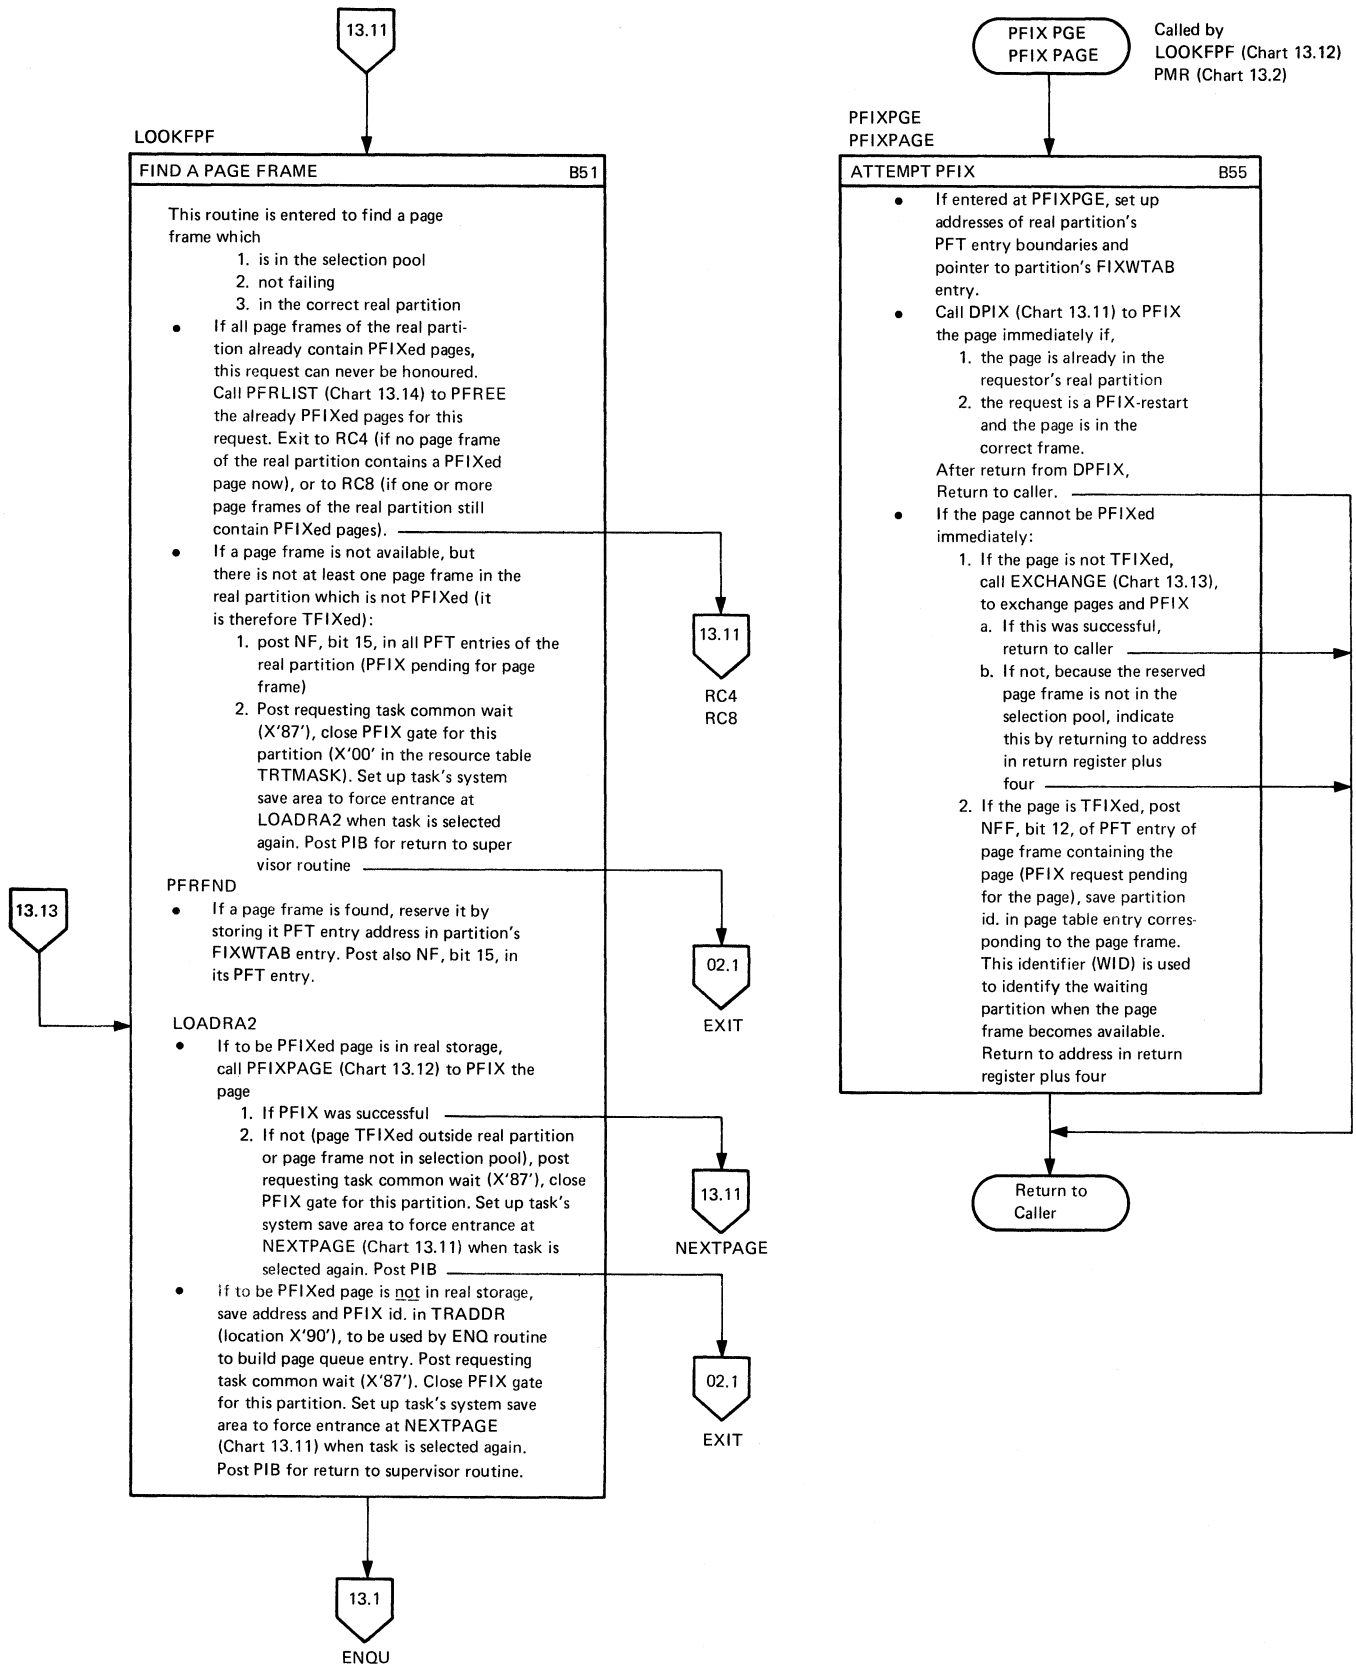 13.11
LOOKFPF
FIND A PAGE FRAME B51
This routine is entered to find a page
frame which
1. is in the selection pool
2. not failing
3. in the correct real partition
• If all page frames of the real parti-
tion already contain PFIXed pages,
this request can never be honoured.
Call PFRLIST (Chart 13.14) to PFREE
the already PFIXed pages for this
request. Exit to RC4 (if no page frame
of the real partition contains a PFIXed
page now), or to RC8 (if one or more
page frames of the real partition still
contain PFIXed pages).
• If a page frame is not available, but
there is not at least one page frame in the
real partition which is not PFIXed (it
is therefore TFIXed):
1. post NF, bit 15, in all PFT entries of the
real partition (PFIX pending for page
frame)
2. Post requesting task common wait
(X'87'), close PFIX gate for this
partition (X'00' in the resource table
TRTMASK). Set up task's system
save area to force entrance at
LOADRA2 when task is selected
again. Post PIB for return to super
visor routine
13.11
RC4
RC8
PFRFND
• If a page frame is found, reserve it by
storing it PFT entry address in partition's
FIXWTAB entry. Post also NF, bit 15, in
its PFT entry.
13.13
02.1
EXIT
LOADRA2
• If to be PFIXed page is in real storage,
call PFIXPAGE (Chart 13.12) to PFIX the
page
1. If PFIX was successful
2. If not (page TFIXed outside real partition
or page frame not in selection pool), post
requesting task common wait (X'87'), close
PFIX gate for this partition. Set up task's
system save area to force entrance at
NEXTPAGE (Chart 13.11) when task is
selected again. Post PIB
13.11
NEXTPAGE
• If to be PFIXed page is not in real storage,
save address and PFIX id. in TRADDR
(location X'90'), to be used by ENQ routine
to build page queue entry. Post requesting
task common wait (X'87'). Close PFIX gate
for this partition. Set up task's system save
area to force entrance at NEXTPAGE
(Chart 13.11) when task is selected again.
Post PIB for return to supervisor routine.
02.1
EXIT
13.1
ENQU
PFIX PGE
PFIX PAGE
Called by
LOOKFPF (Chart 13.12)
PMR (Chart 13.2)
PFIXPGE
PFIXPAGE
ATTEMPT PFIX B55
• If entered at PFIXPGE, set up
addresses of real partition's
PFT entry boundaries and
pointer to partition's FIXWTAB
entry.
• Call DPIX (Chart 13.11) to PFIX
the page immediately if,
1. the page is already in the
requestor's real partition
2. the request is a PFIX-restart
and the page is in the
correct frame.
After return from DPFIX,
Return to caller.
• If the page cannot be PFIXed
immediately:
1. If the page is not TFIXed,
call EXCHANGE (Chart 13.13),
to exchange pages and PFIX
a. If this was successful,
return to caller
b. If not, because the reserved
page frame is not in the
selection pool, indicate
this by returning to address
in return register plus
four
2. If the page is TFIXed, post
NFF, bit 12, of PFT entry of
page frame containing the
page (PFIX request pending
for the page), save partition
id. in page table entry corres-
ponding to the page frame.
This identifier (WID) is used
to identify the waiting
partition when the page
frame becomes available.
Return to address in return
register plus four
Return to
Caller